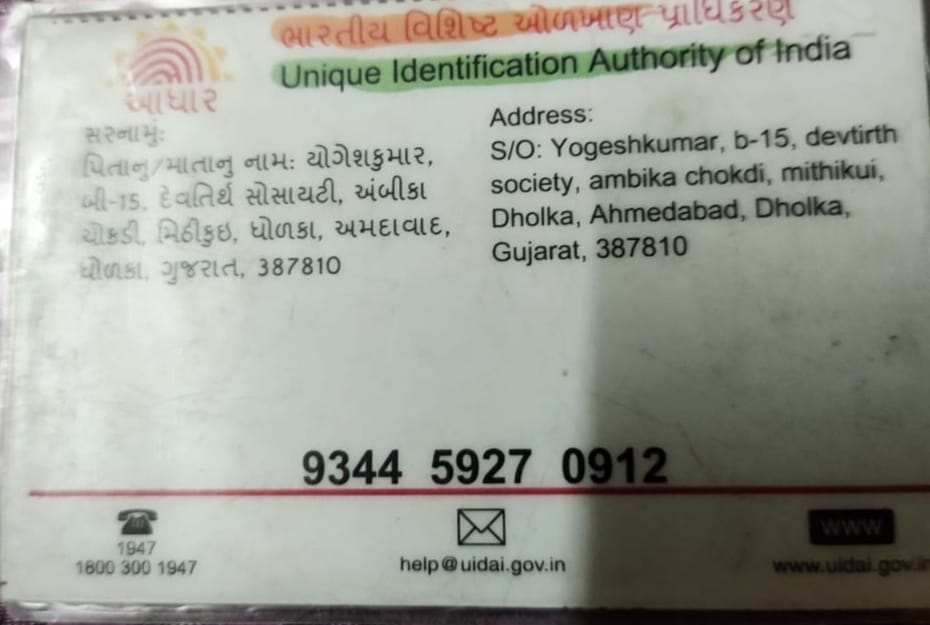 ભારતીય વિશિષ્ટ ઓળખાણ પ્રાધિકરણ
Unique Identification Authority of India
આધાર
સરનામું:
પિતાનુ/માતાનુ નામ: યોગેશકુમાર,
બી-15, દેવતિર્થ સોસાયટી, અંબીકા
ચોકડી, મિઠીકુઇ, ધોળકા, અમદાવાદ,
ધોળકા, ગુજરાત, 387810
Address:
S/O: Yogeshkumar, b-15, devtirth
society, ambika chokdi, mithikui,
Dholka, Ahmedabad, Dholka,
Gujarat, 387810
9344 5927 0912
1947
1800 300 1947
help@uidai.gov.in
www
www.uidai.gov.in